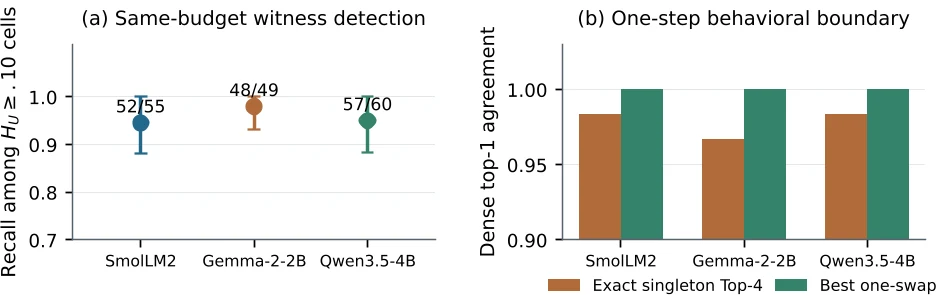 (a) Same-budget witness detection
Recall among H_U ≥ .10 cells
1.0
0.9
0.8
0.7
52/55
48/49
57/60
SmolLM2
Gemma-2-2B
Qwen3.5-4B
(b) One-step behavioral boundary
Dense top-1 agreement
1.00
0.95
0.90
SmolLM2
Gemma-2-2B
Qwen3.5-4B
Exact singleton Top-4
Best one-swap